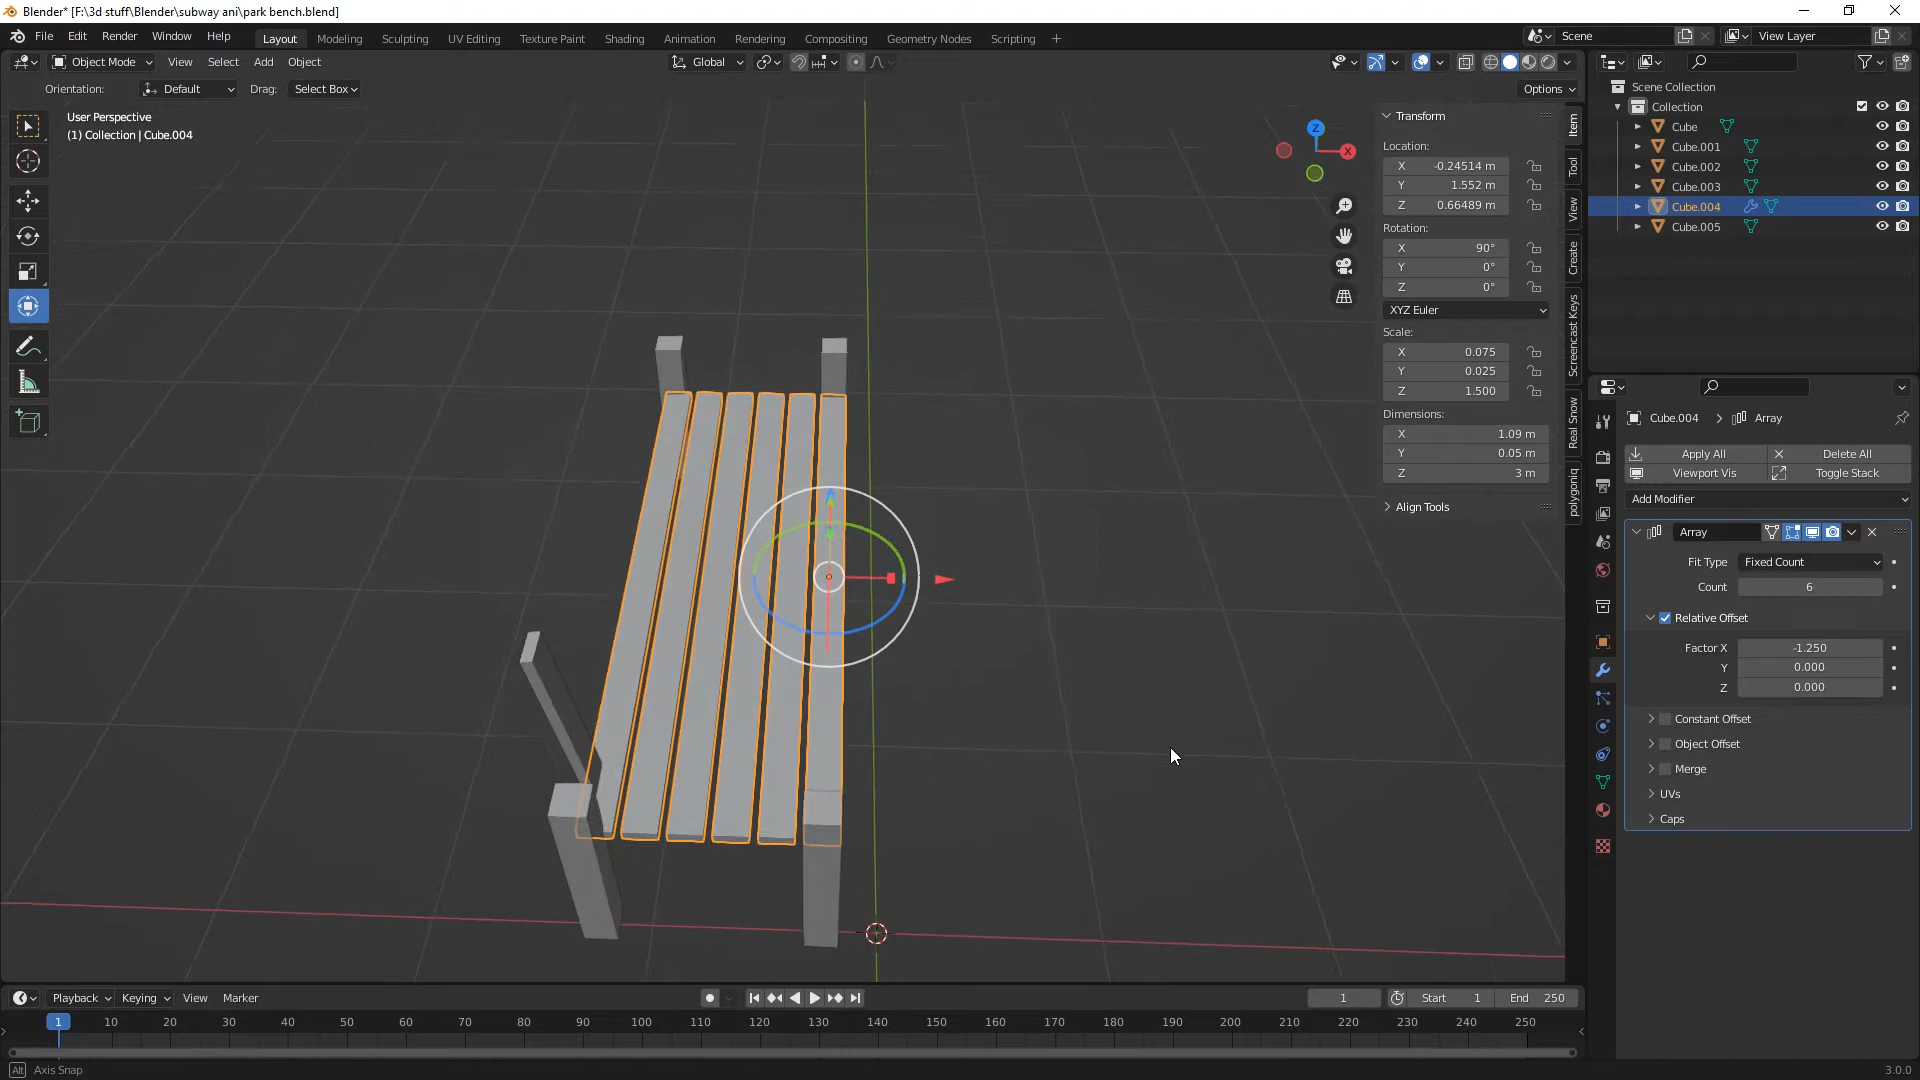 Blender* [F:\3d stuff\Blender\subway ani\park bench.blend]
File Edit Render Window Help Layout Modeling Sculpting UV Editing Texture Paint Shading Animation Rendering Compositing Geometry Nodes Scripting + Scene View Layer
Object Mode View Select Add Object Global
Orientation: Default Drag: Select Box Options
User Perspective
(1) Collection | Cube.004
Z
X
Transform
Location:
X -0.24514 m
Y 1.552 m
Z 0.66489 m
Rotation:
X 90°
Y 0°
Z 0°
XYZ Euler
Scale:
X 0.075
Y 0.025
Z 1.500
Dimensions:
X 1.09 m
Y 0.05 m
Z 3 m
Align Tools
Item
Tool
View
Create
Screencast Keys
Real Snow
polygoniq
Scene Collection
Collection
Cube
Cube.001
Cube.002
Cube.003
Cube.004
Cube.005
Cube.004 > Array
Apply All Delete All
Viewport Vis Toggle Stack
Add Modifier
Array
Fit Type Fixed Count
Count 6
Relative Offset
Factor X -1.250
Y 0.000
Z 0.000
Constant Offset
Object Offset
Merge
UVs
Caps
Playback Keying View Marker 1 Start 1 End 250
1 10 20 30 40 50 60 70 80 90 100 110 120 130 140 150 160 170 180 190 200 210 220 230 240 250
Alt Axis Snap 3.0.0